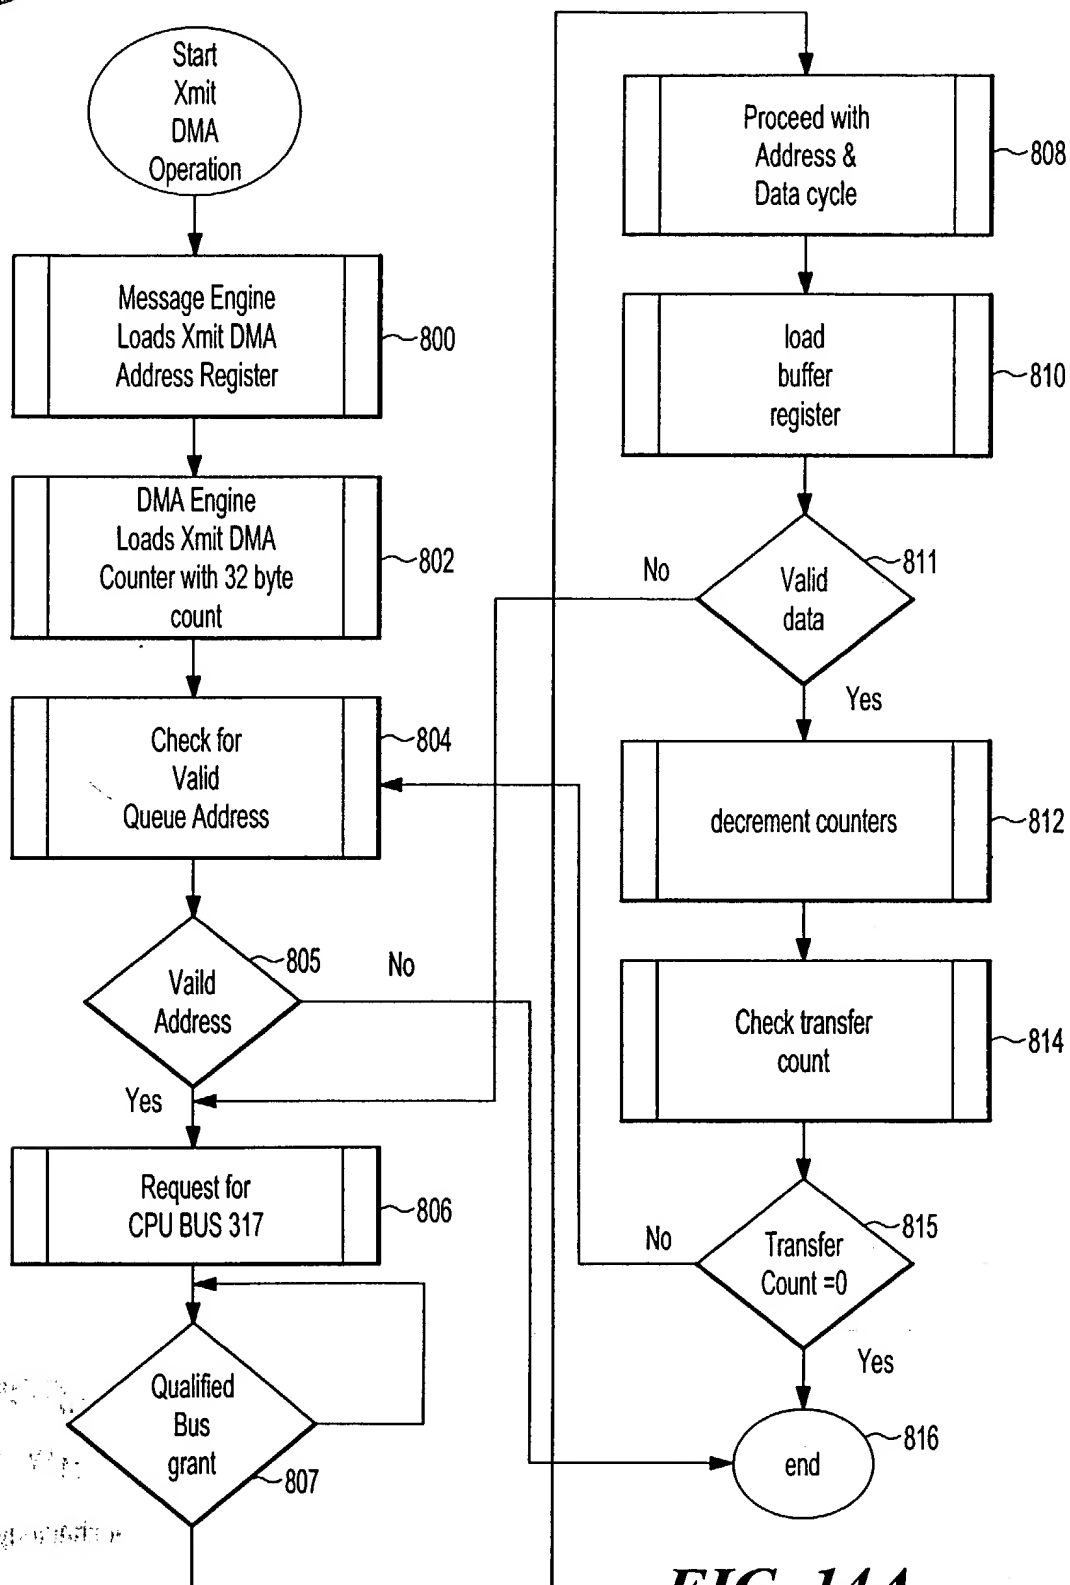 Start
Xmit
DMA
Operation
Message Engine
Loads Xmit DMA
Address Register
800
DMA Engine
Loads Xmit DMA
Counter with 32 byte
count
802
Check for
Valid
Queue Address
804
Vaild
Address
805
No
Yes
Request for
CPU BUS 317
806
Qualified
Bus
grant
807
Proceed with
Address &
Data cycle
808
load
buffer
register
810
Valid
data
811
No
Yes
decrement counters
812
Check transfer
count
814
Transfer
Count =0
815
No
Yes
end
816
FIG. 14A